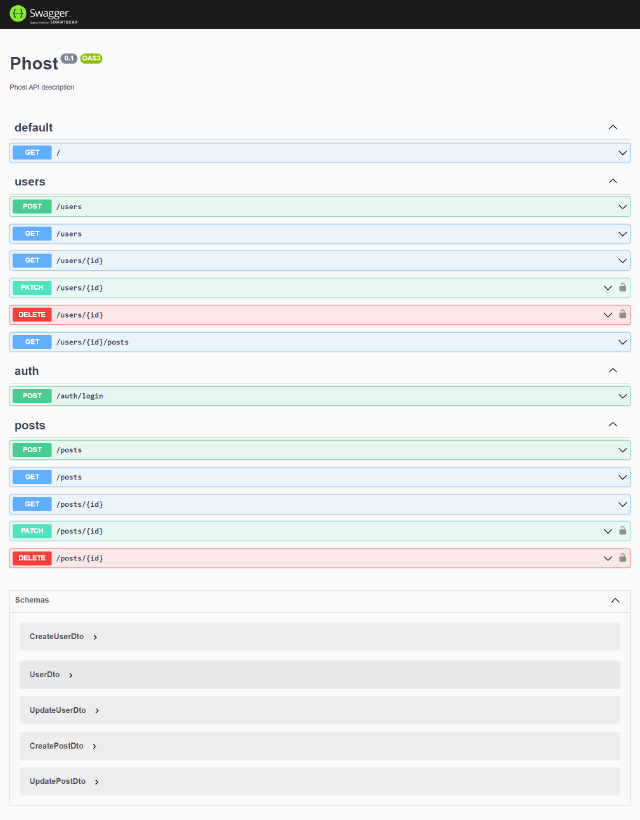 Swagger
Supported by SMARTBEAR
Phost 0.1 OAS3
Phost API description
default
GET /
users
POST /users
GET /users
GET /users/{id}
PATCH /users/{id}
DELETE /users/{id}
GET /users/{id}/posts
auth
POST /auth/login
posts
POST /posts
GET /posts
GET /posts/{id}
PATCH /posts/{id}
DELETE /posts/{id}
Schemas
CreateUserDto
UserDto
UpdateUserDto
CreatePostDto
UpdatePostDto